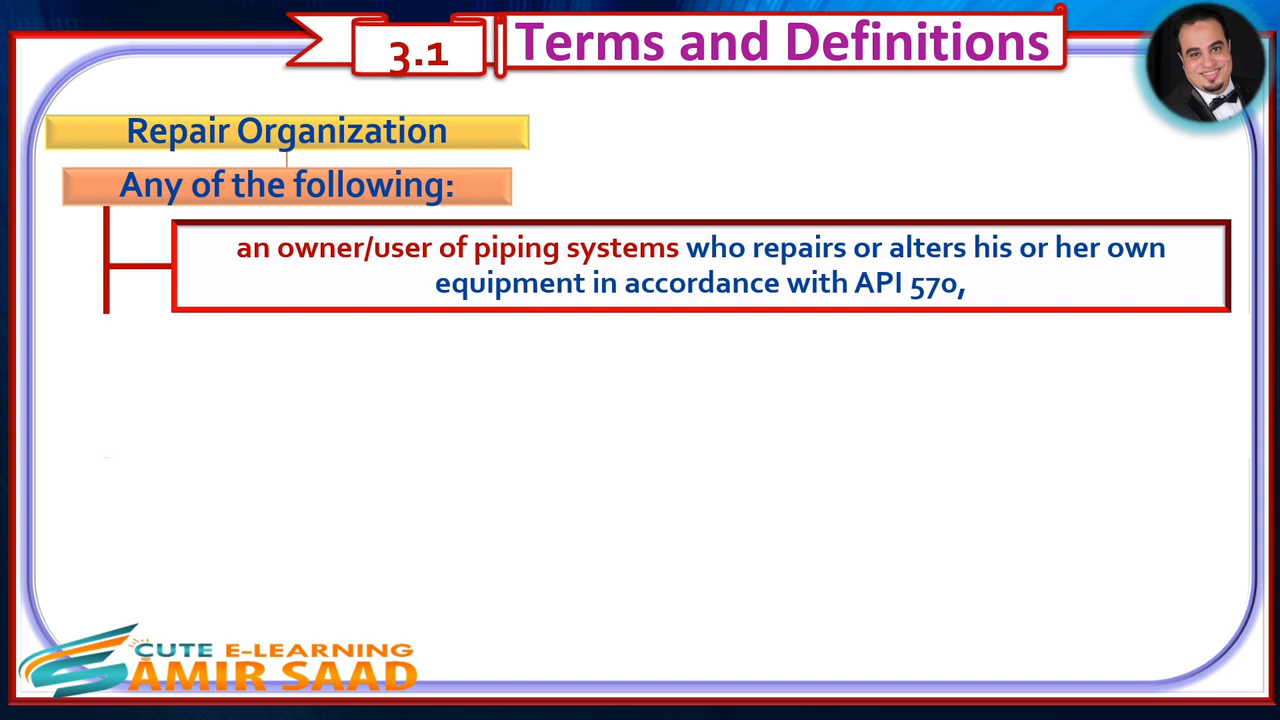 3.1
Terms and Definitions
Repair Organization
Any of the following:
an owner/user of piping systems who repairs or alters his or her own
equipment in accordance with API 570,
CUTE E-LEARNING
AMIR SAAD